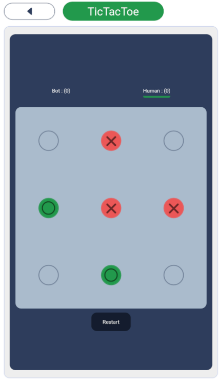 TicTacToe
Bot : (0)
Human : (0)
Restart